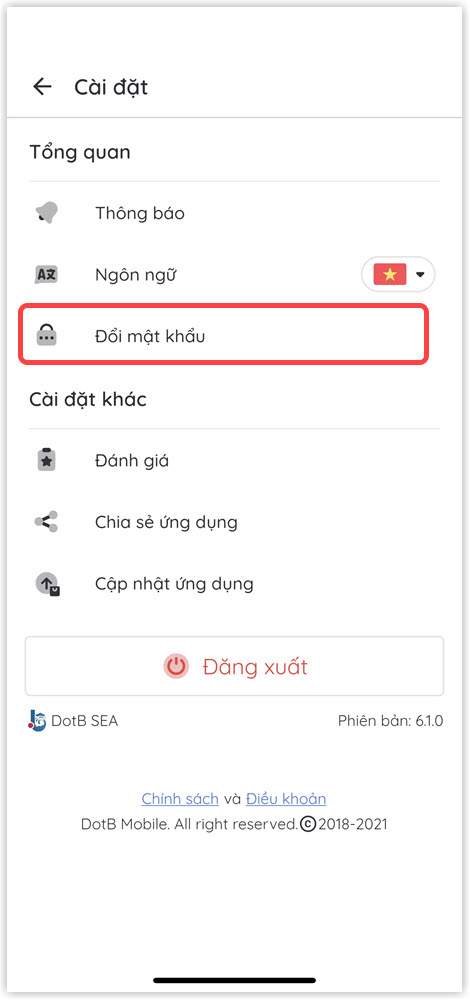 Cài đặt
Tổng quan
Thông báo
Ngôn ngữ
Đổi mật khẩu
Cài đặt khác
Đánh giá
Chia sẻ ứng dụng
Cập nhật ứng dụng
Đăng xuất
DotB SEA Phiên bản: 6.1.0
Chính sách và Điều khoản
DotB Mobile. All right reserved.©2018-2021